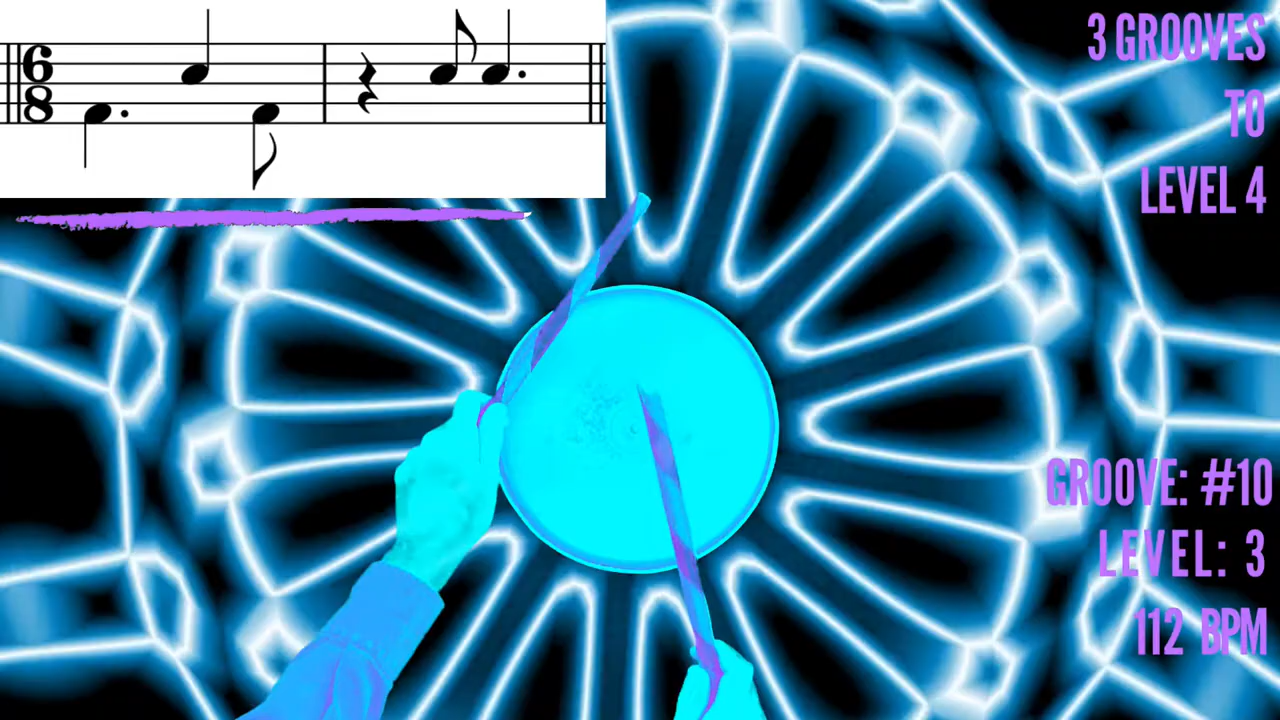 6
8
3 GROOVES
TO
LEVEL 4
GROOVE: #10
LEVEL: 3
112 BPM